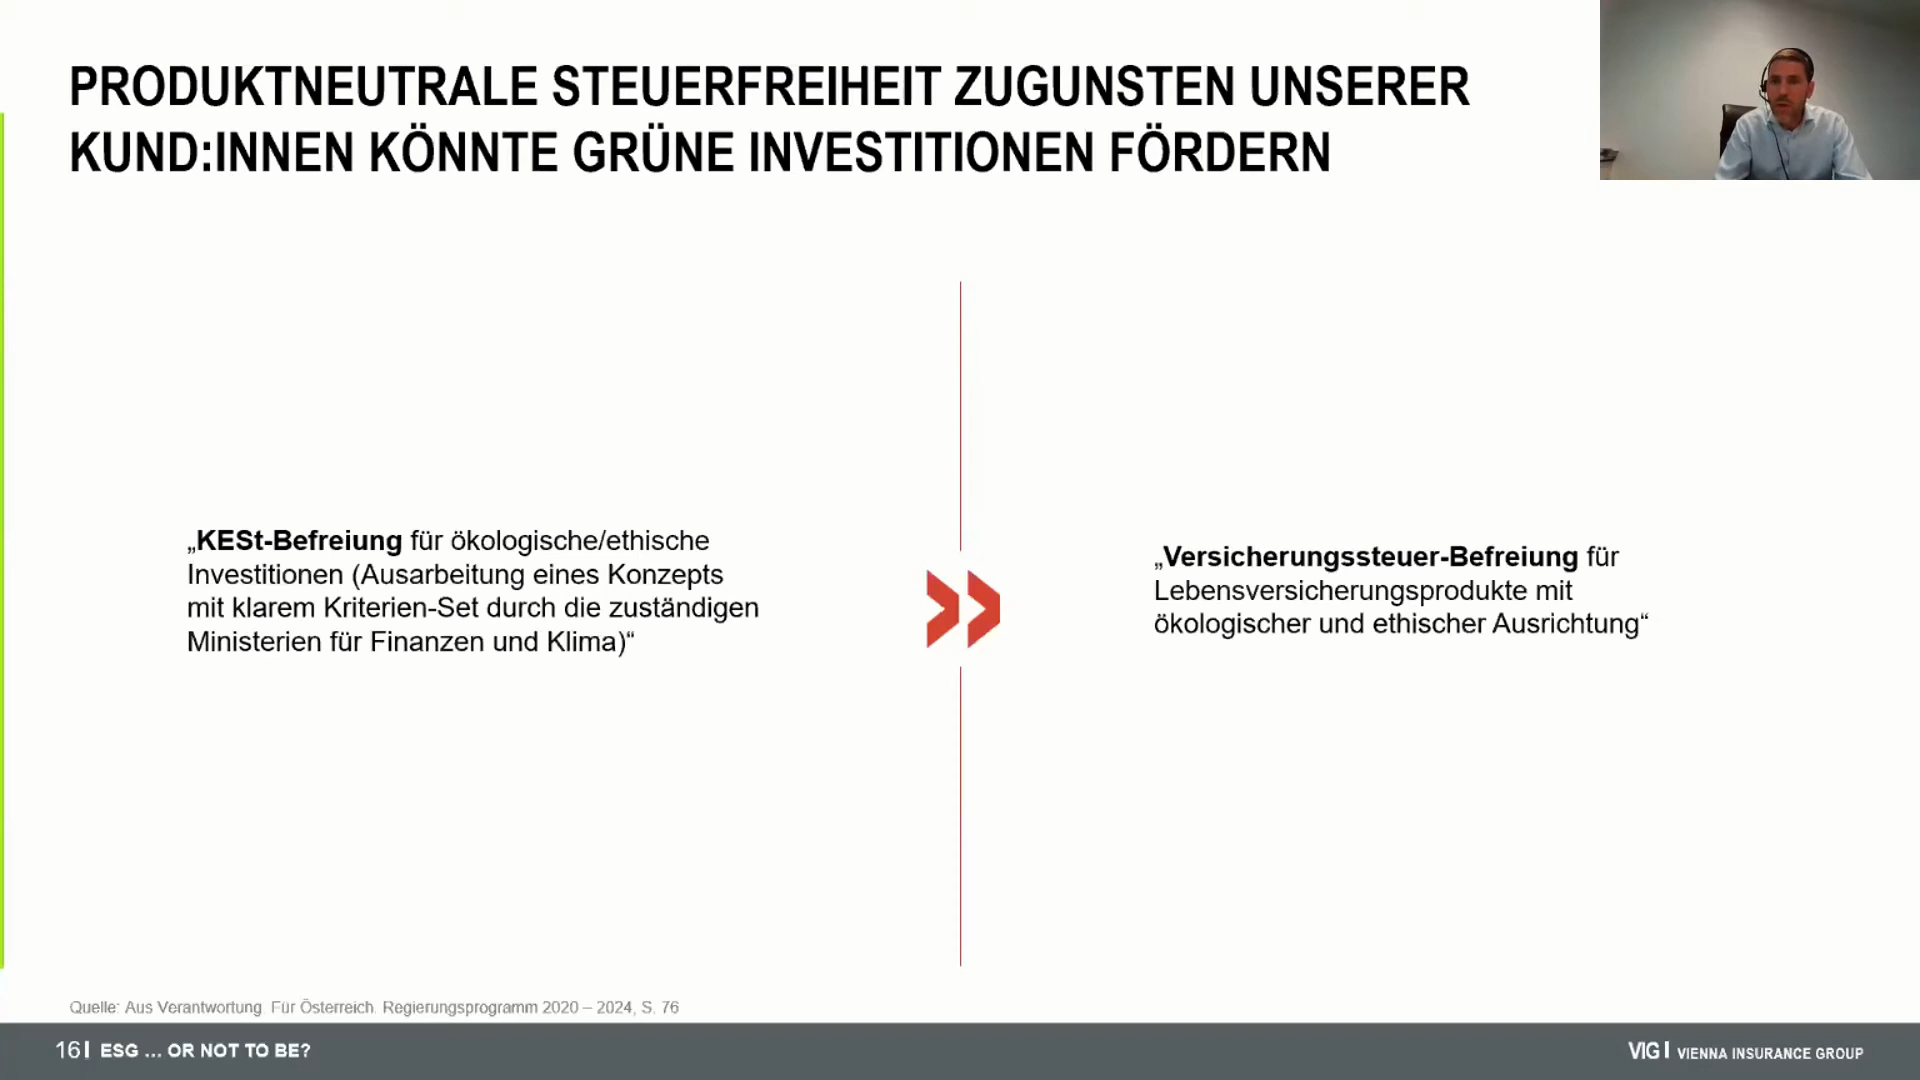 PRODUKTNEUTRALE STEUERFREIHEIT ZUGUNSTEN UNSERER
KUND:INNEN KÖNNTE GRÜNE INVESTITIONEN FÖRDERN
„KESt-Befreiung für ökologische/ethische
Investitionen (Ausarbeitung eines Konzepts
mit klarem Kriterien-Set durch die zuständigen
Ministerien für Finanzen und Klima)“
„Versicherungssteuer-Befreiung für
Lebensversicherungsprodukte mit
ökologischer und ethischer Ausrichtung“
Quelle: Aus Verantwortung. Für Österreich. Regierungsprogramm 2020 – 2024, S. 76
16 | ESG ... OR NOT TO BE?
VIG | VIENNA INSURANCE GROUP